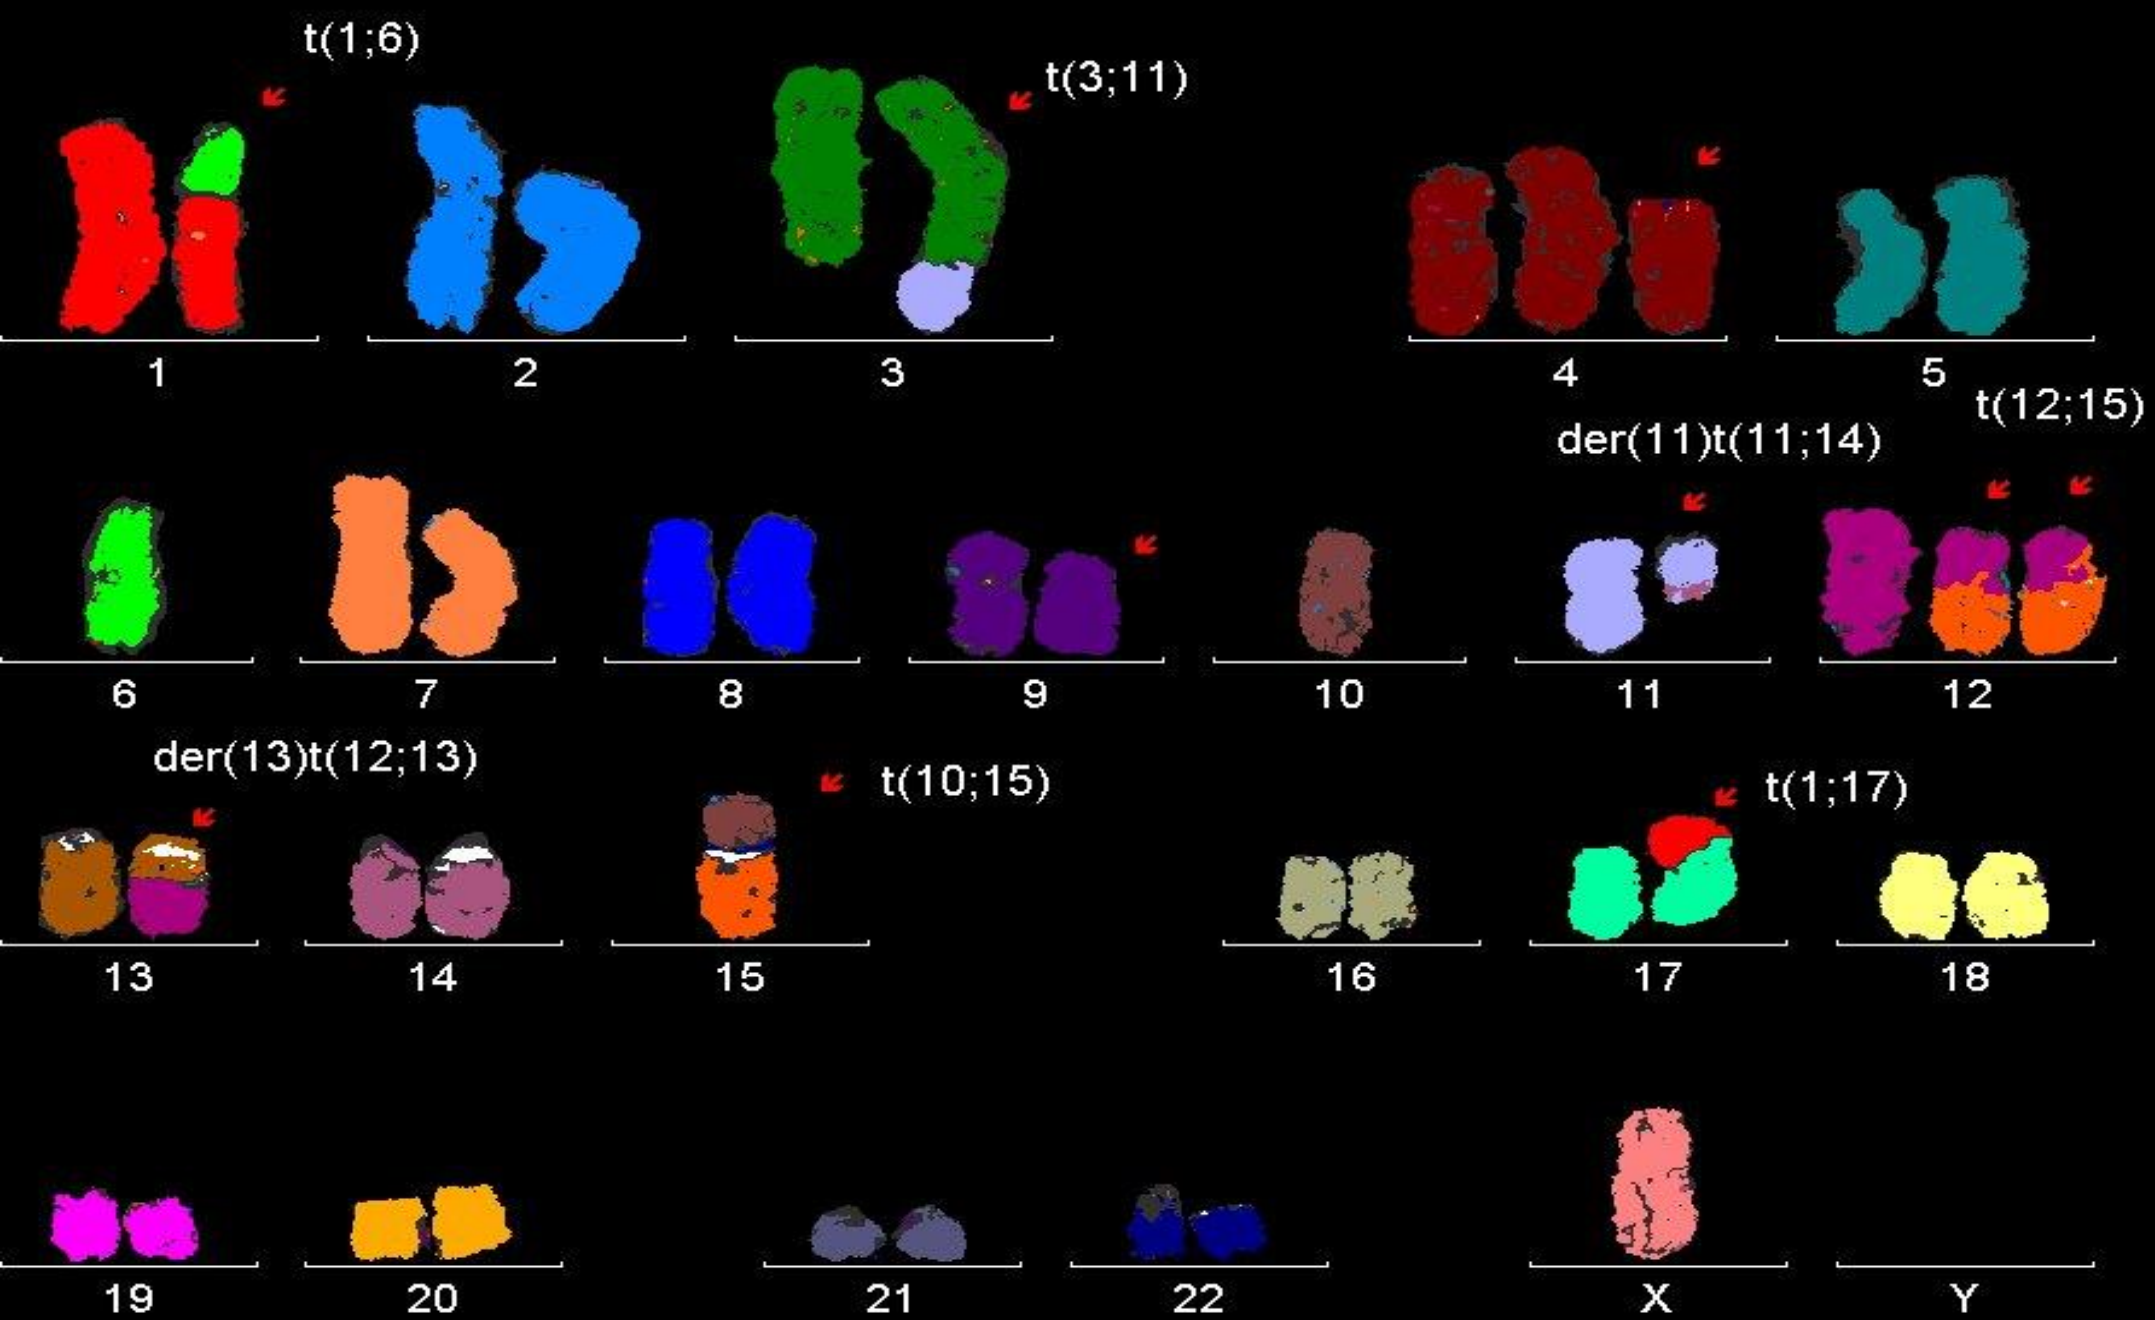 t(1;6)
t(3;11)
1 2 3 4 5
t(12;15)
der(11)t(11;14)
6 7 8 9 10 11 12
der(13)t(12;13)
t(10;15)
t(1;17)
13 14 15 16 17 18
19 20 21 22 X Y